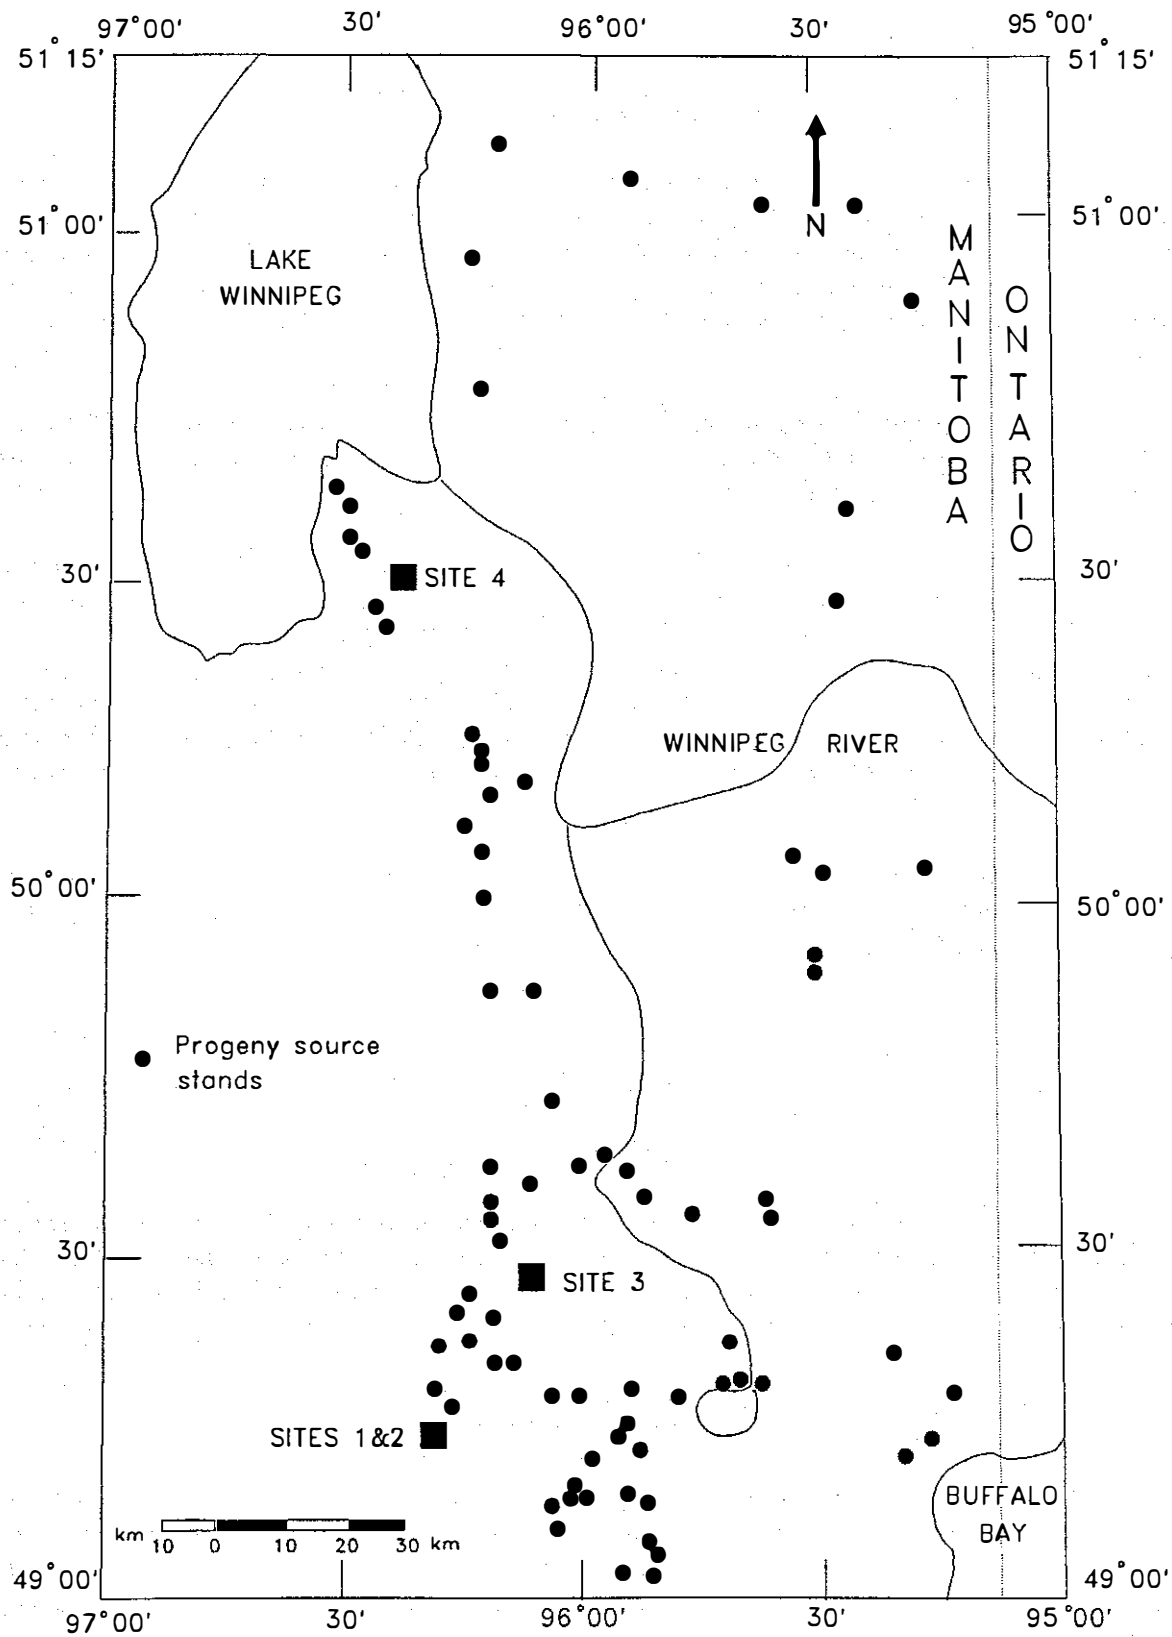 97°00' 30' 96°00' 30' 95°00'
51°15' 51°15'
51°00' 51°00'
N
LAKE
WINNIPEG
MANITOBA
ONTARIO
30' SITE 4 30'
WINNIPEG RIVER
50°00' 50°00'
Progeny source
stands
30' 30'
SITE 3
SITES 1&2
BUFFALO
BAY
km 10 0 10 20 30 km
49°00' 49°00'
97°00' 30' 96°00' 30' 95°00'